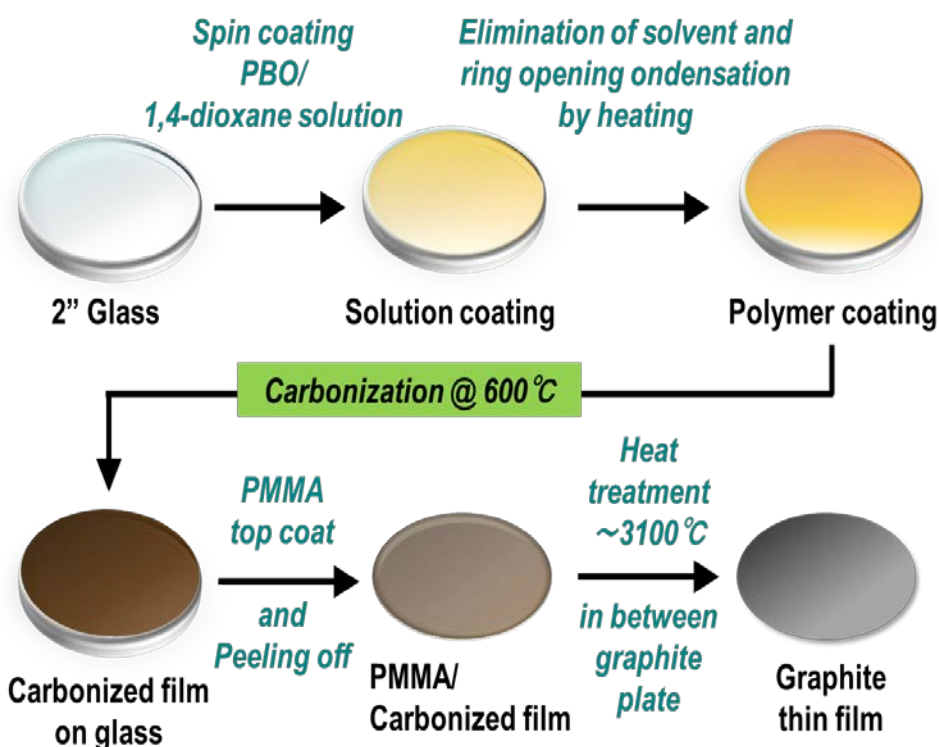 Spin coating
PBO/
1,4-dioxane solution
Elimination of solvent and
ring opening ondensation
by heating
2” Glass
Solution coating
Polymer coating
Carbonization @ 600℃
PMMA
top coat
and
Peeling off
Heat
treatment
~3100℃
in between
graphite
plate
Carbonized film
on glass
PMMA/
Carbonized film
Graphite
thin film